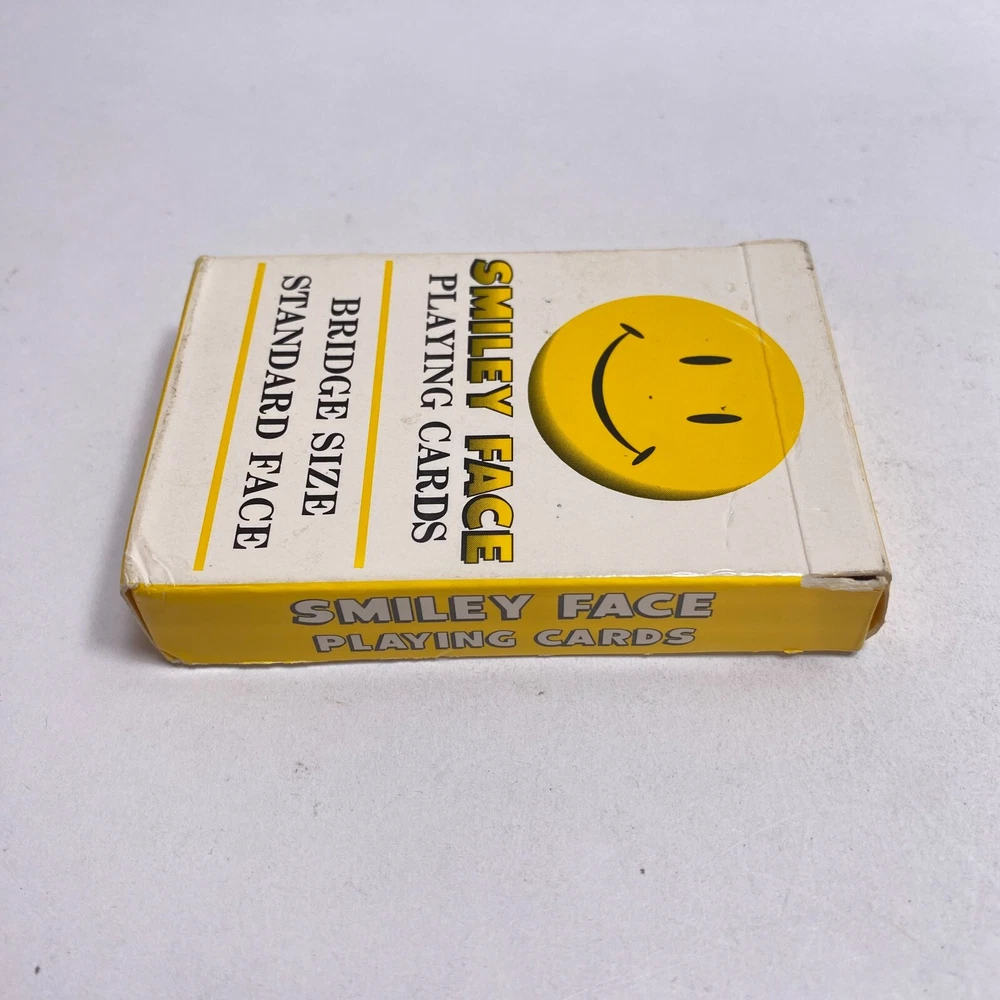 SMILEY FACE
PLAYING CARDS
BRIDGE SIZE
STANDARD FACE
SMILEY FACE
PLAYING CARDS